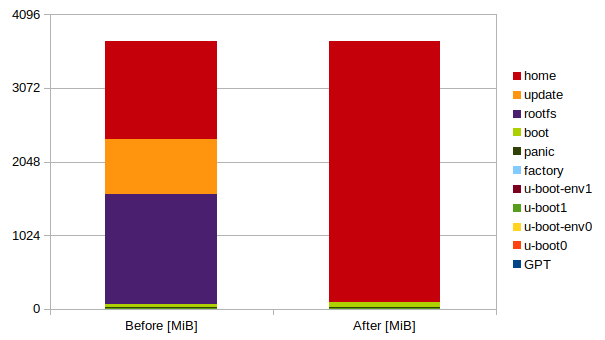 4096
3072
2048
1024
0
Before [MiB]
After [MiB]
home
update
rootfs
boot
panic
factory
u-boot-env1
u-boot1
u-boot-env0
u-boot0
GPT